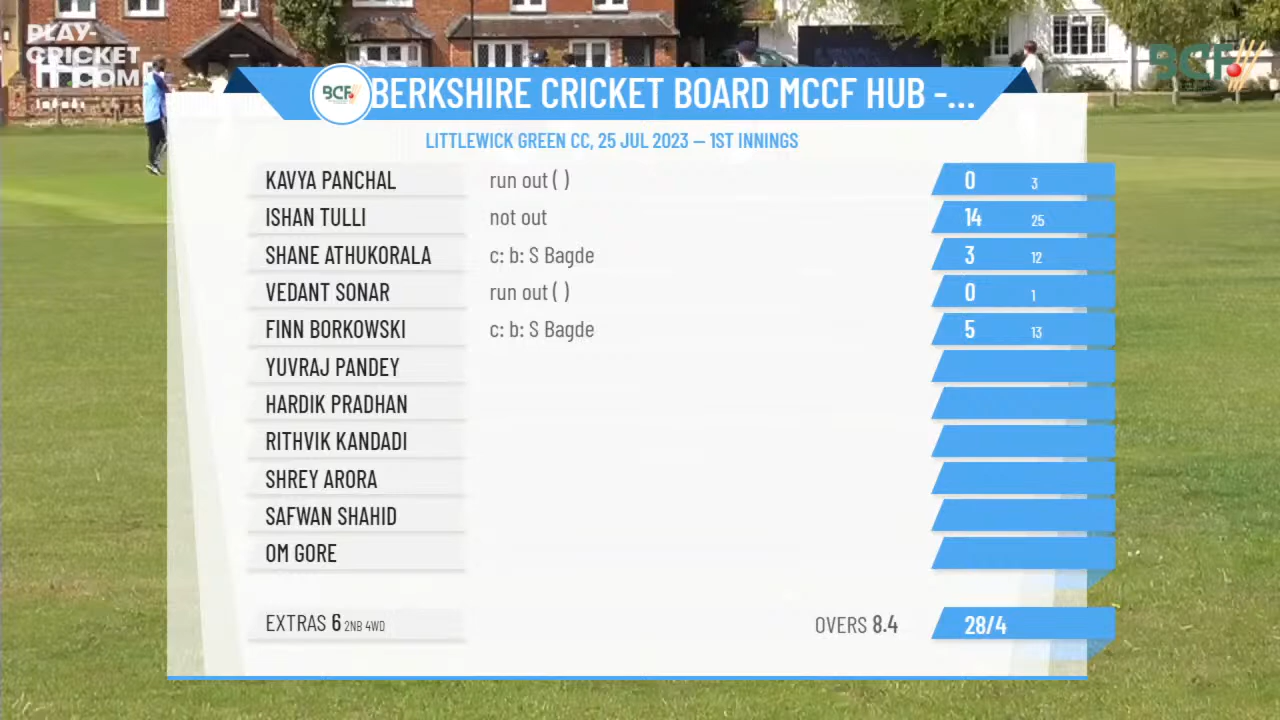 PLAY-
CRICKET
.COM
BCF
BCF BERKSHIRE CRICKET BOARD MCCF HUB -...
LITTLEWICK GREEN CC, 25 JUL 2023 – 1ST INNINGS
KAVYA PANCHAL run out ( ) 0 3
ISHAN TULLI not out 14 25
SHANE ATHUKORALA c: b: S Bagde 3 12
VEDANT SONAR run out ( ) 0 1
FINN BORKOWSKI c: b: S Bagde 5 13
YUVRAJ PANDEY
HARDIK PRADHAN
RITHVIK KANDADI
SHREY ARORA
SAFWAN SHAHID
OM GORE
EXTRAS 6 2NB 4WD OVERS 8.4 28/4